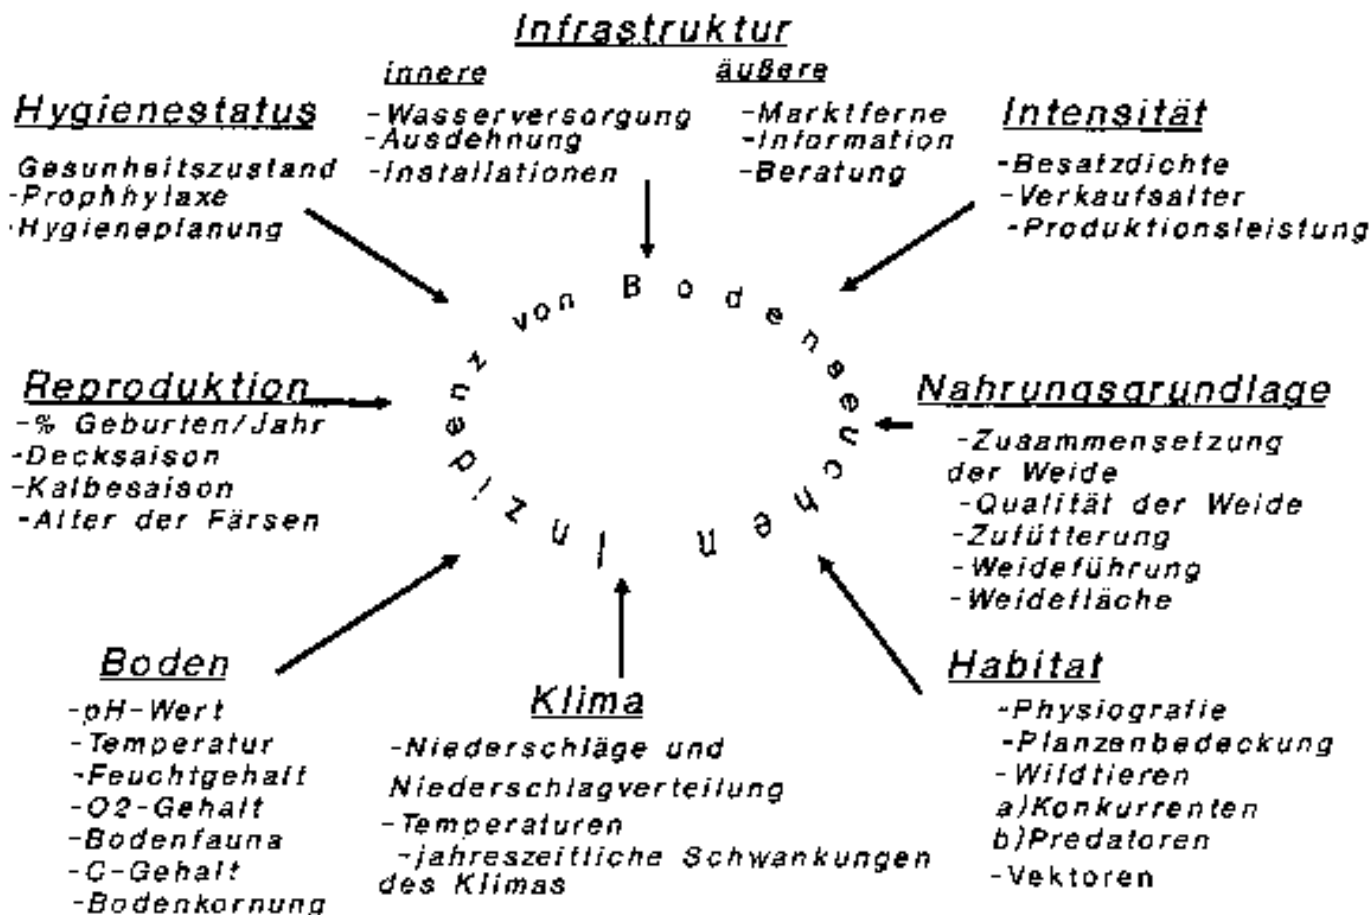 Infrastruktur
innere
-Wasserversorgung
-Ausdehnung
-Installationen
äußere
-Marktferne
-Information
-Beratung
Hygienestatus
Gesunheitszustand
-Prophhylaxe
-Hygieneplanung
Intensität
-Besatzdichte
-Verkaufsalter
-Produktionsleistung
Inzidenz von Bodenseuchen
Reproduktion
-% Geburten/Jahr
-Decksaison
-Kalbesaison
-Alter der Färsen
Nahrungsgrundlage
-Zusammensetzung
der Weide
-Qualität der Weide
-Zufütterung
-Weideführung
-Weidefläche
Boden
-pH-Wert
-Temperatur
-Feuchtgehalt
-O2-Gehalt
-Bodenfauna
-C-Gehalt
-Bodenkornung
Klima
-Niederschläge und
Niederschlagverteilung
-Temperaturen
-jahreszeitliche Schwankungen
des Klimas
Habitat
-Physiografie
-Planzenbedeckung
-Wildtieren
a)Konkurrenten
b)Predatoren
-Vektoren